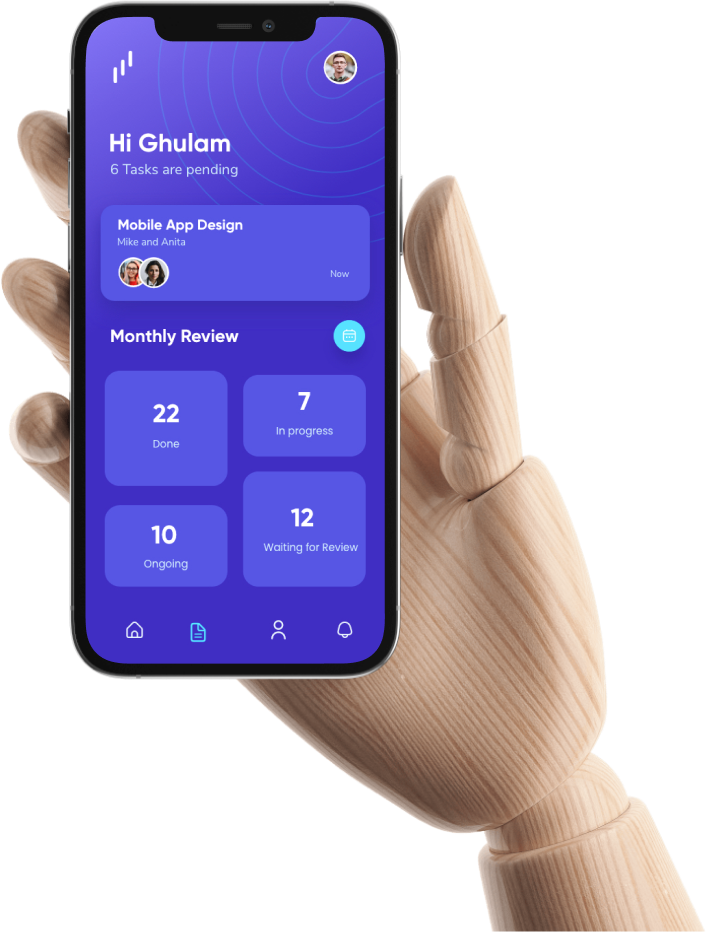 Hi Ghulam
6 Tasks are pending
Mobile App Design
Mike and Anita
Now
Monthly Review
22
Done
7
In progress
10
Ongoing
12
Waiting for Review